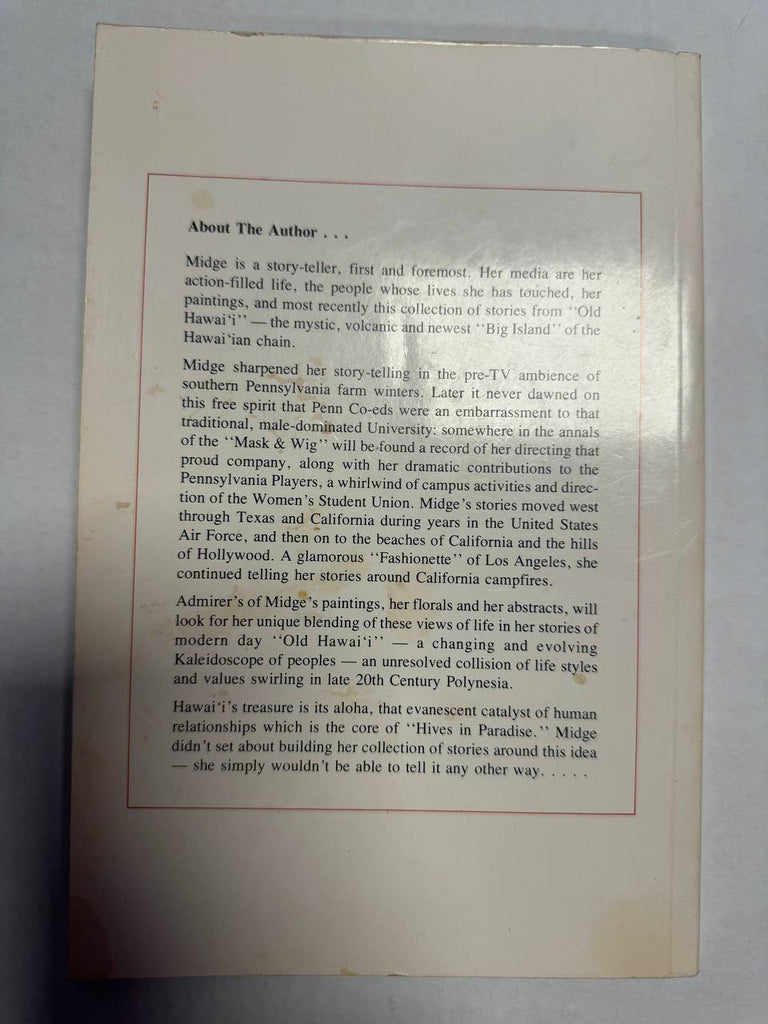 About The Author . . .
Midge is a story-teller, first and foremost. Her media are her
action-filled life, the people whose lives she has touched, her
paintings, and most recently this collection of stories from ‘‘Old
Hawai‘i’’ — the mystic, volcanic and newest ‘‘Big Island’’ of the
Hawai‘ian chain.
Midge sharpened her story-telling in the pre-TV ambience of
southern Pennsylvania farm winters. Later it never dawned on
this free spirit that Penn Co-eds were an embarrassment to that
traditional, male-dominated University: somewhere in the annals
of the ‘‘Mask & Wig’’ will be found a record of her directing that
proud company, along with her dramatic contributions to the
Pennsylvania Players, a whirlwind of campus activities and direc-
tion of the Women’s Student Union. Midge’s stories moved west
through Texas and California during years in the United States
Air Force, and then on to the beaches of California and the hills
of Hollywood. A glamorous ‘‘Fashionette’’ of Los Angeles, she
continued telling her stories around California campfires.
Admirer’s of Midge’s paintings, her florals and her abstracts, will
look for her unique blending of these views of life in her stories of
modern day ‘‘Old Hawai‘i’’ — a changing and evolving
Kaleidoscope of peoples — an unresolved collision of life styles
and values swirling in late 20th Century Polynesia.
Hawai‘i’s treasure is its aloha, that evanescent catalyst of human
relationships which is the core of ‘‘Hives in Paradise.’’ Midge
didn’t set about building her collection of stories around this idea
— she simply wouldn’t be able to tell it any other way. . . . .